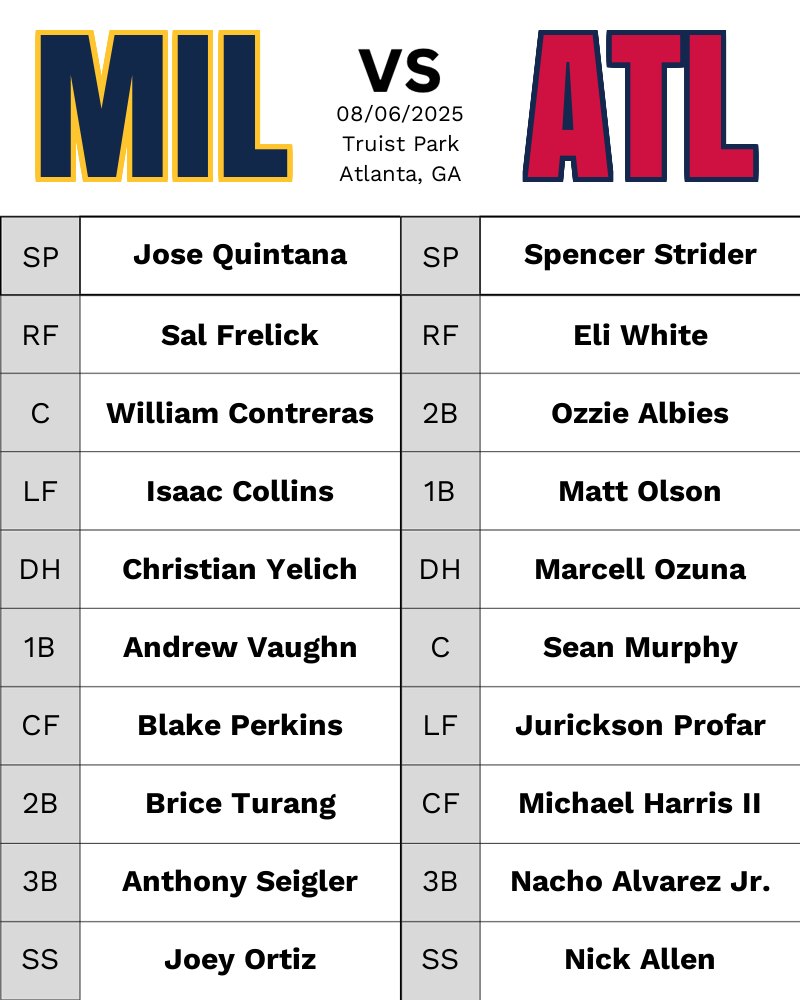 MIL
VS
08/06/2025
Truist Park
Atlanta, GA
ATL
SP Jose Quintana SP Spencer Strider
RF Sal Frelick RF Eli White
C William Contreras 2B Ozzie Albies
LF Isaac Collins 1B Matt Olson
DH Christian Yelich DH Marcell Ozuna
1B Andrew Vaughn C Sean Murphy
CF Blake Perkins LF Jurickson Profar
2B Brice Turang CF Michael Harris II
3B Anthony Seigler 3B Nacho Alvarez Jr.
SS Joey Ortiz SS Nick Allen